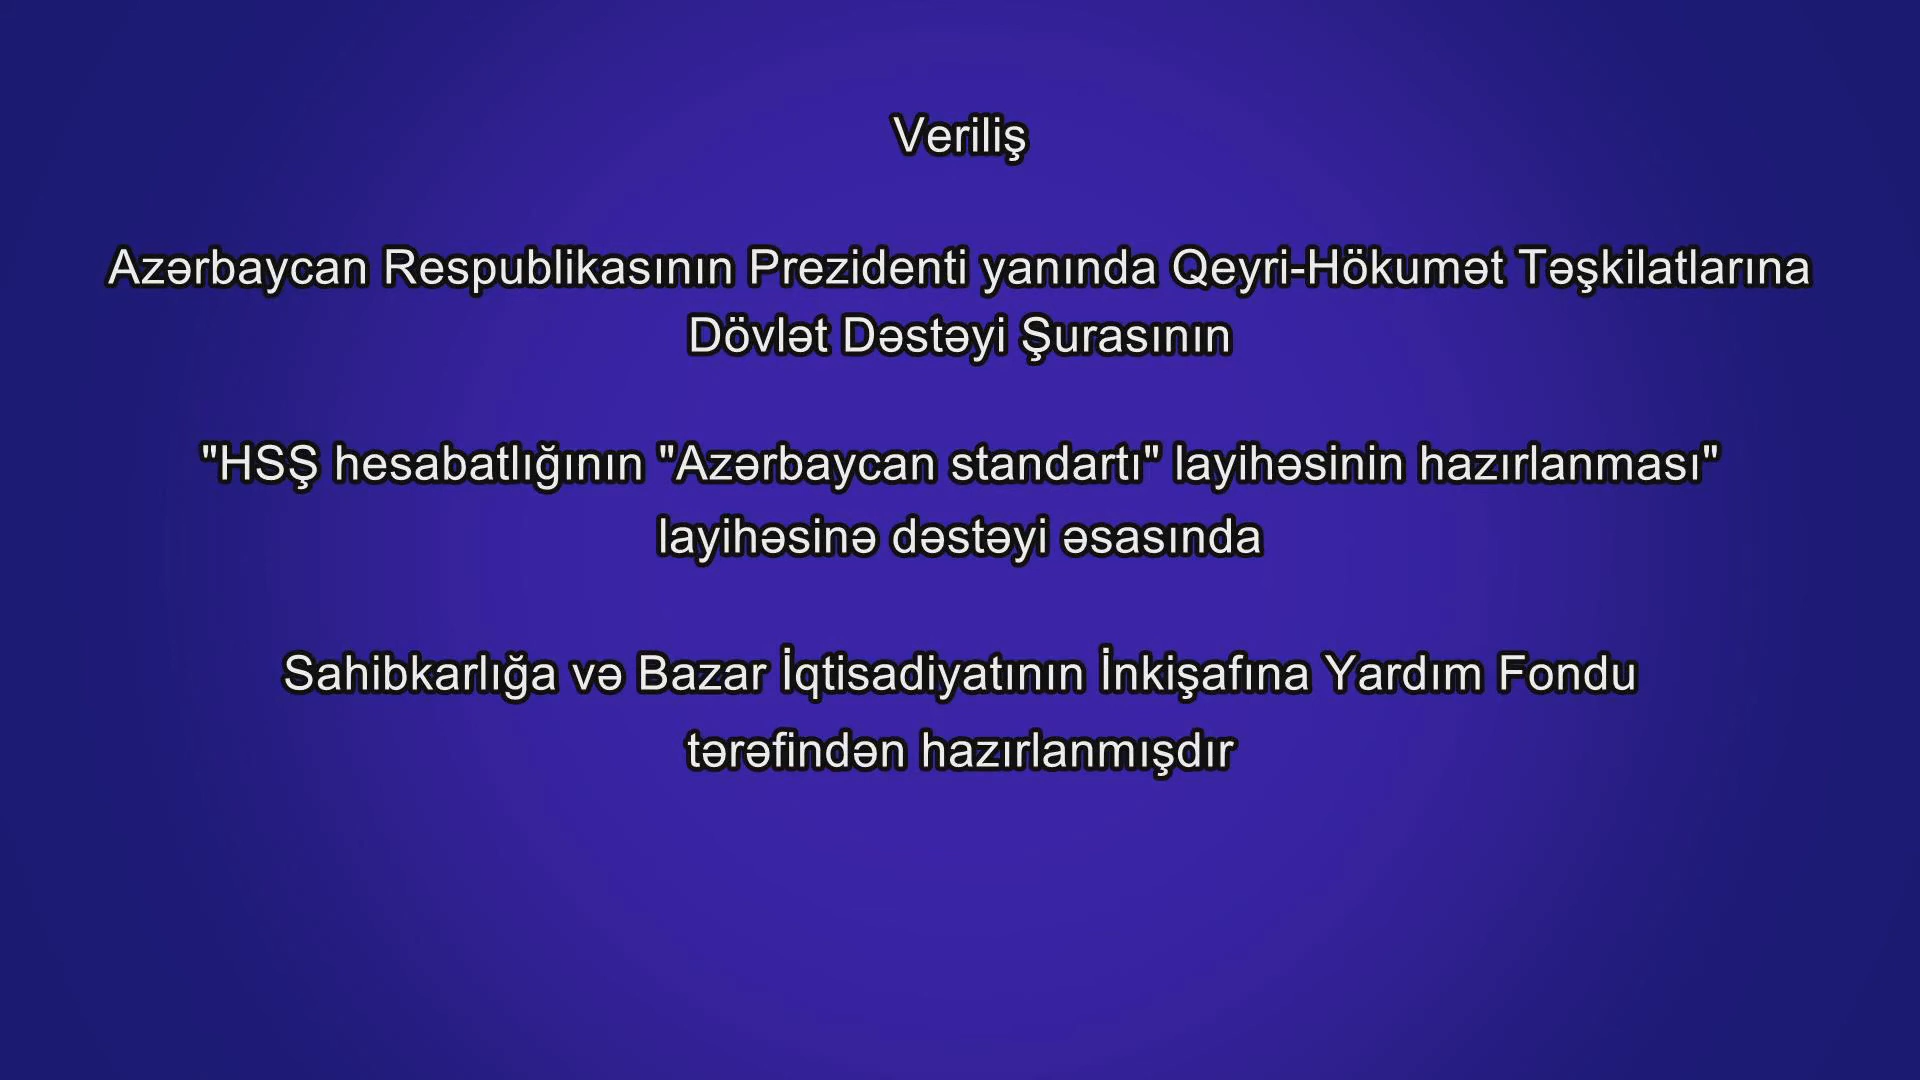 Veriliş
Azərbaycan Respublikasının Prezidenti yanında Qeyri-Hökumət Təşkilatlarına
Dövlət Dəstəyi Şurasının
"HSŞ hesabatlığının "Azərbaycan standartı" layihəsinin hazırlanması"
layihəsinə dəstəyi əsasında
Sahibkarlığa və Bazar İqtisadiyatının İnkişafına Yardım Fondu
tərəfindən hazırlanmışdır